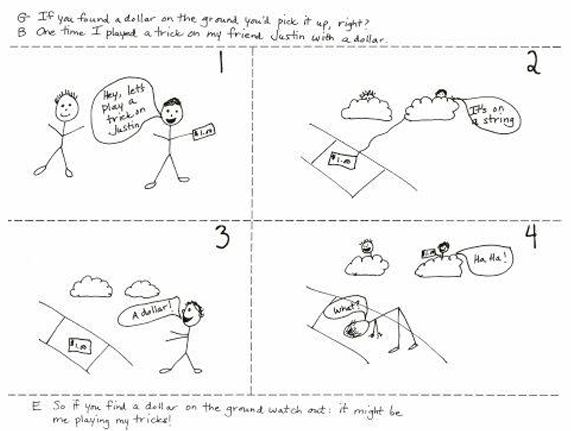 G- If you found a dollar on the ground you'd pick it up, right?
B One time I played a trick on my friend Justin with a dollar.
1
Hey, let's
play a
trick on
Justin
$1.00
2
It's on
a string
$1.00
3
A dollar!
$1.00
4
Ha Ha!
What?
E So if you find a dollar on the ground watch out: it might be
me playing my tricks!